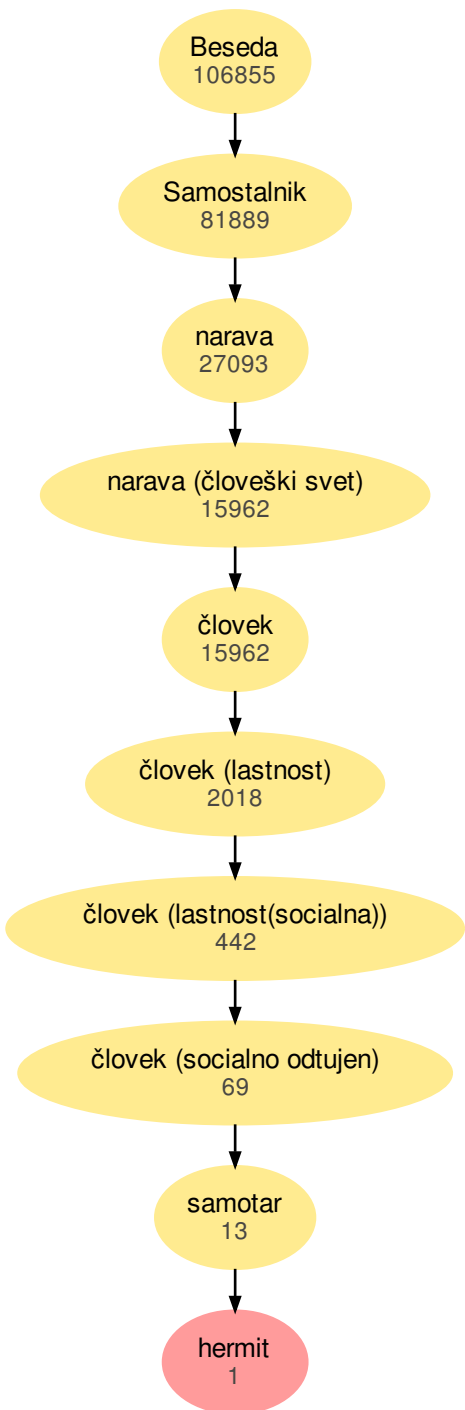 Beseda
106855
Samostalnik
81889
narava
27093
narava (človeški svet)
15962
človek
15962
človek (lastnost)
2018
človek (lastnost(socialna))
442
človek (socialno odtujen)
69
samotar
13
hermit
1